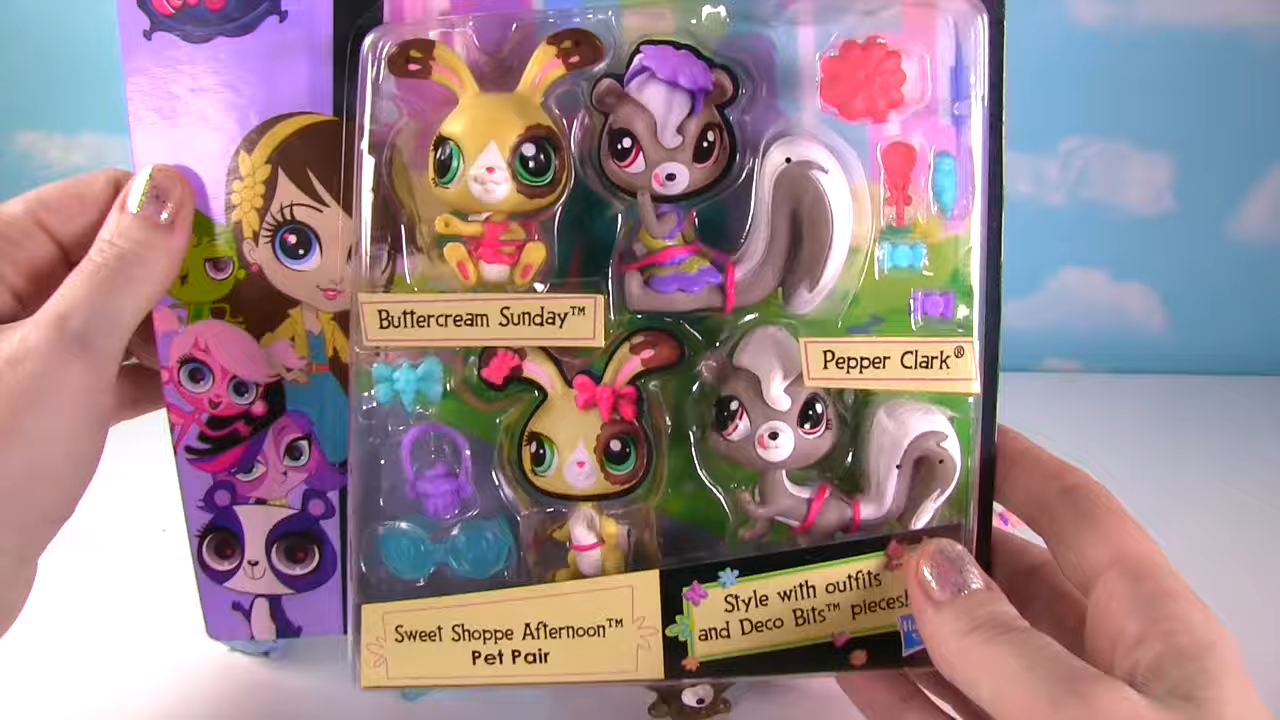 Buttercream Sunday™
Pepper Clark®
Sweet Shoppe Afternoon™
Pet Pair
Style with outfits
and Deco Bits™ pieces!